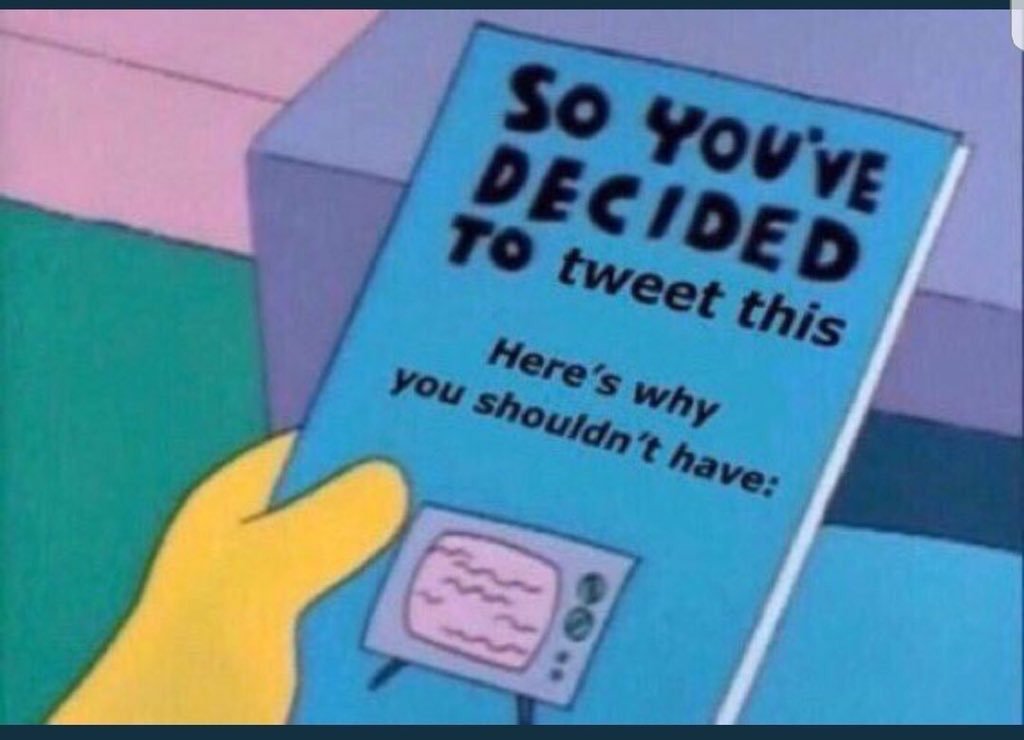 SO YOU'VE
DECIDED
TO tweet this
Here's why
you shouldn't have: